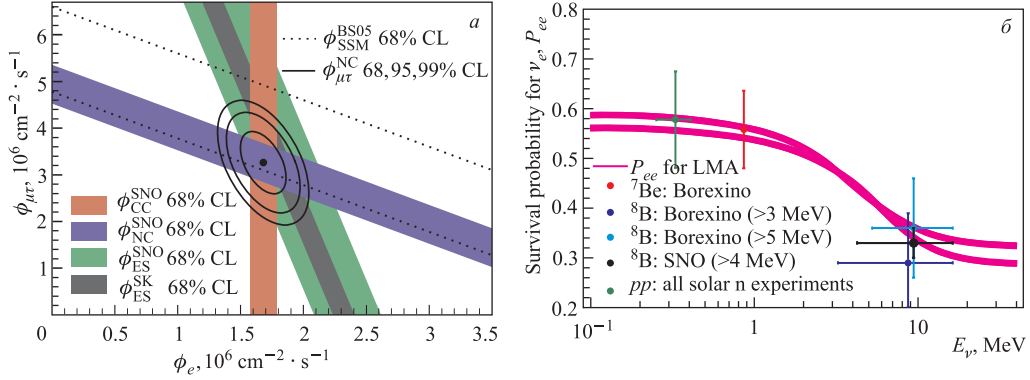 a
6
5
4
3
2
1
0
0.5
1
1.5
2
2.5
3
3.5
ϕ_μτ, 10⁶ cm⁻² · s⁻¹
ϕ_e, 10⁶ cm⁻² · s⁻¹
ϕ^BS05_SSM 68% CL
ϕ^NC_μτ 68, 95, 99% CL
ϕ^SNO_CC 68% CL
ϕ^SNO_NC 68% CL
ϕ^SNO_ES 68% CL
ϕ^SK_ES 68% CL
б
0.8
0.7
0.6
0.5
0.4
0.3
0.2
10⁻¹
1
10
Survival probability for ν_e, P_ee
E_ν, MeV
P_ee for LMA
⁷Be: Borexino
⁸B: Borexino (>3 MeV)
⁸B: Borexino (>5 MeV)
⁸B: SNO (>4 MeV)
pp: all solar n experiments